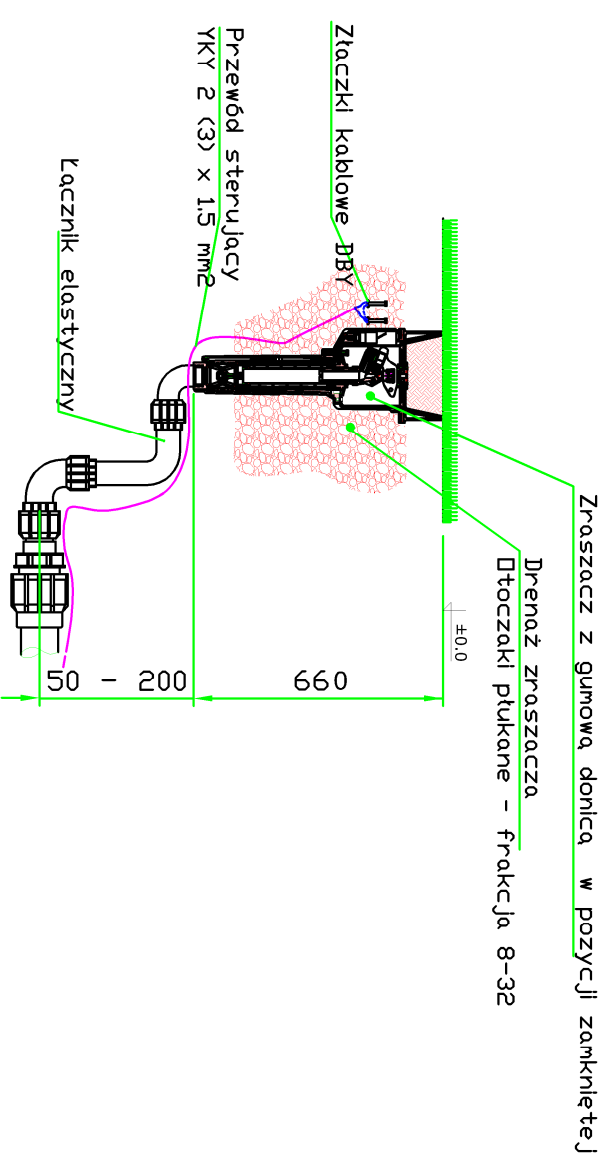 Zraszacz z gumową donicą w pozycji zamkniętej
Drenaż zraszacza
Otoczaki płukane - frakcja 8-32
±0.0
Złaczki kablowe DBY
Przewód sterujący
YKY 2 (3) x 1.5 mm2
Łącznik elastyczny
660
50 - 200